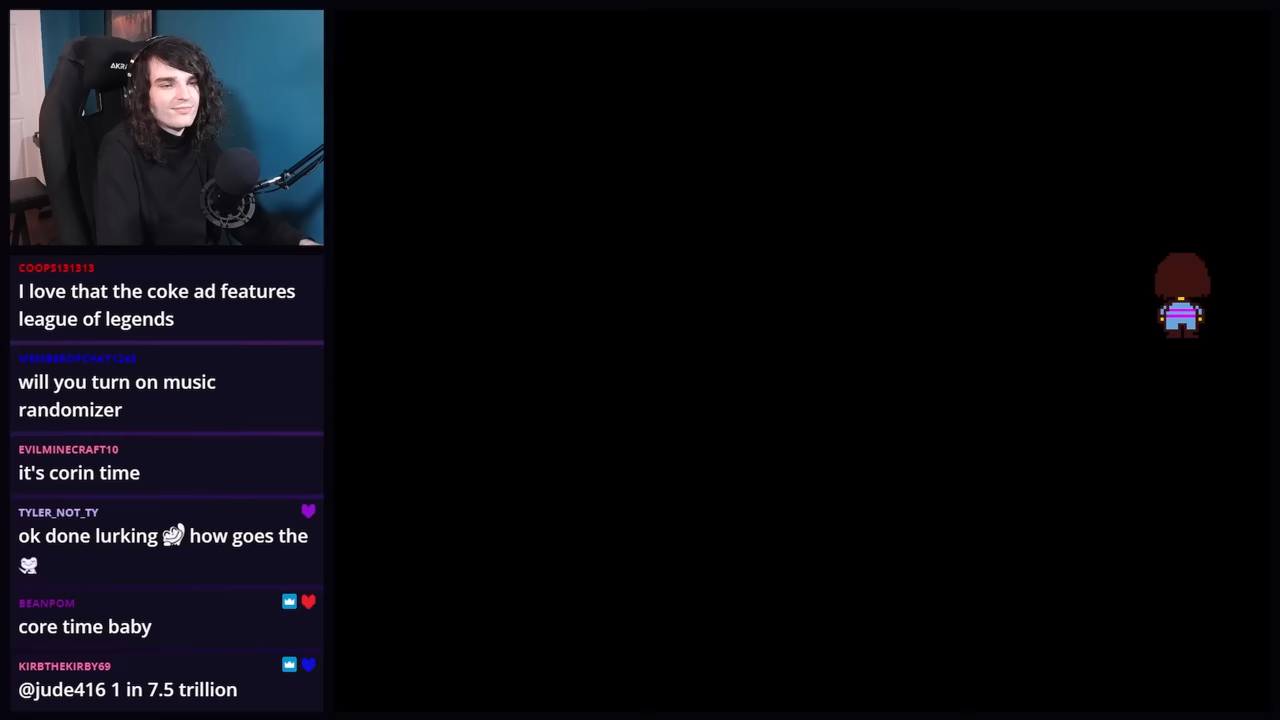 AKRA
COOPS131313
I love that the coke ad features
league of legends
will you turn on music
randomizer
EVILMINECRAFT10
it's corin time
TYLER_NOT_TY
ok done lurking how goes the
BEANPOM
core time baby
KIRBTHEKIRBY69
@jude416 1 in 7.5 trillion